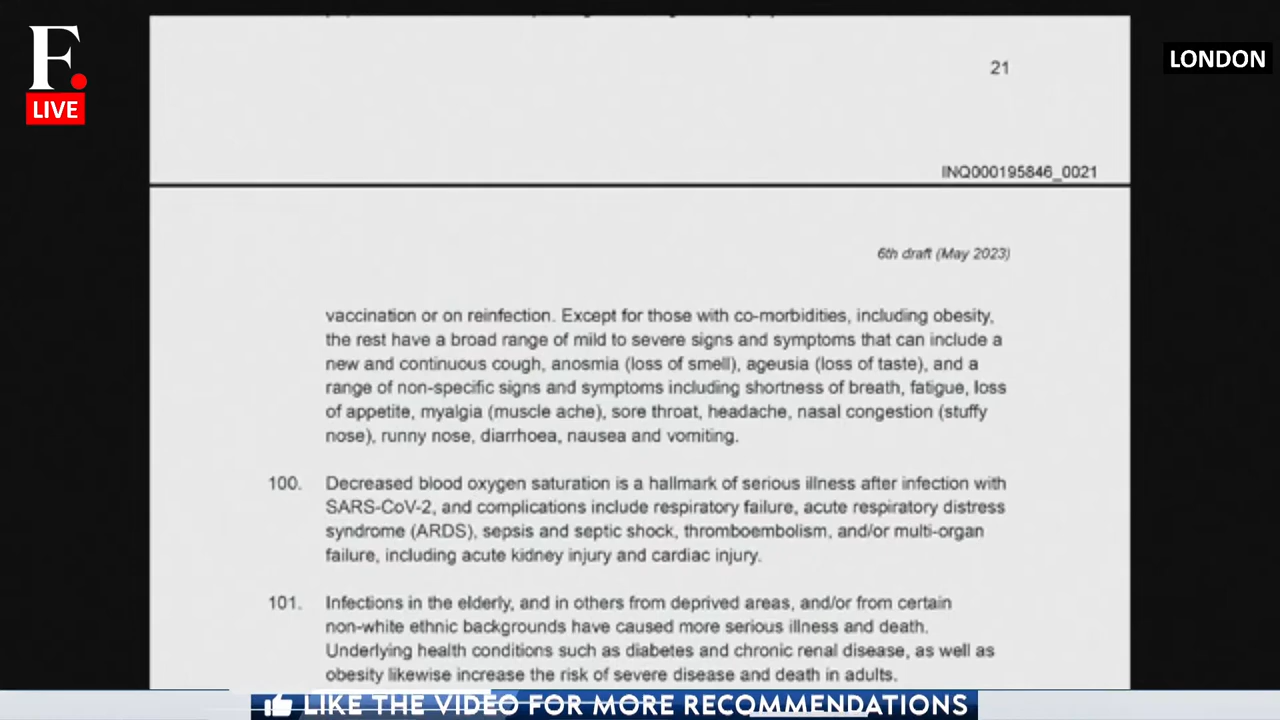 F.
LIVE
LONDON
21
INQ000195846_0021
6th draft (May 2023)
vaccination or on reinfection. Except for those with co-morbidities, including obesity,
the rest have a broad range of mild to severe signs and symptoms that can include a
new and continuous cough, anosmia (loss of smell), ageusia (loss of taste), and a
range of non-specific signs and symptoms including shortness of breath, fatigue, loss
of appetite, myalgia (muscle ache), sore throat, headache, nasal congestion (stuffy
nose), runny nose, diarrhoea, nausea and vomiting.
100. Decreased blood oxygen saturation is a hallmark of serious illness after infection with
SARS-CoV-2, and complications include respiratory failure, acute respiratory distress
syndrome (ARDS), sepsis and septic shock, thromboembolism, and/or multi-organ
failure, including acute kidney injury and cardiac injury.
101. Infections in the elderly, and in others from deprived areas, and/or from certain
non-white ethnic backgrounds have caused more serious illness and death.
Underlying health conditions such as diabetes and chronic renal disease, as well as
obesity likewise increase the risk of severe disease and death in adults.
LIKE THE VIDEO FOR MORE RECOMMENDATIONS